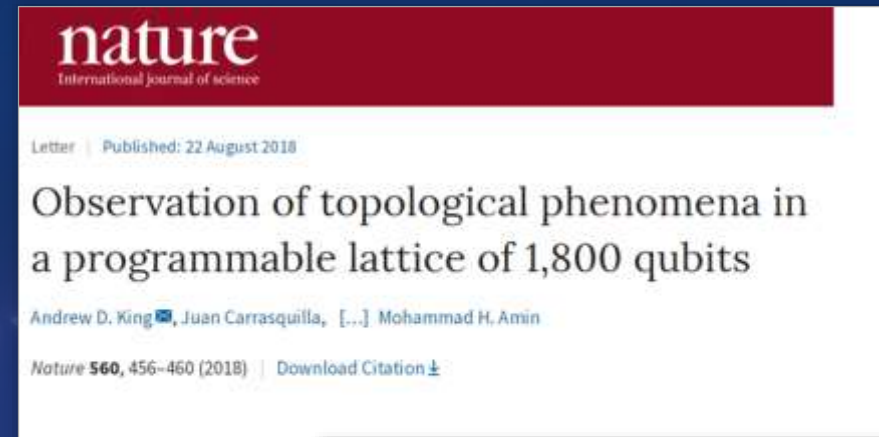 nature
International journal of science
Letter | Published: 22 August 2018
Observation of topological phenomena in
a programmable lattice of 1,800 qubits
Andrew D. King, Juan Carrasquilla, [...] Mohammad H. Amin
Nature 560, 456–460 (2018) | Download Citation